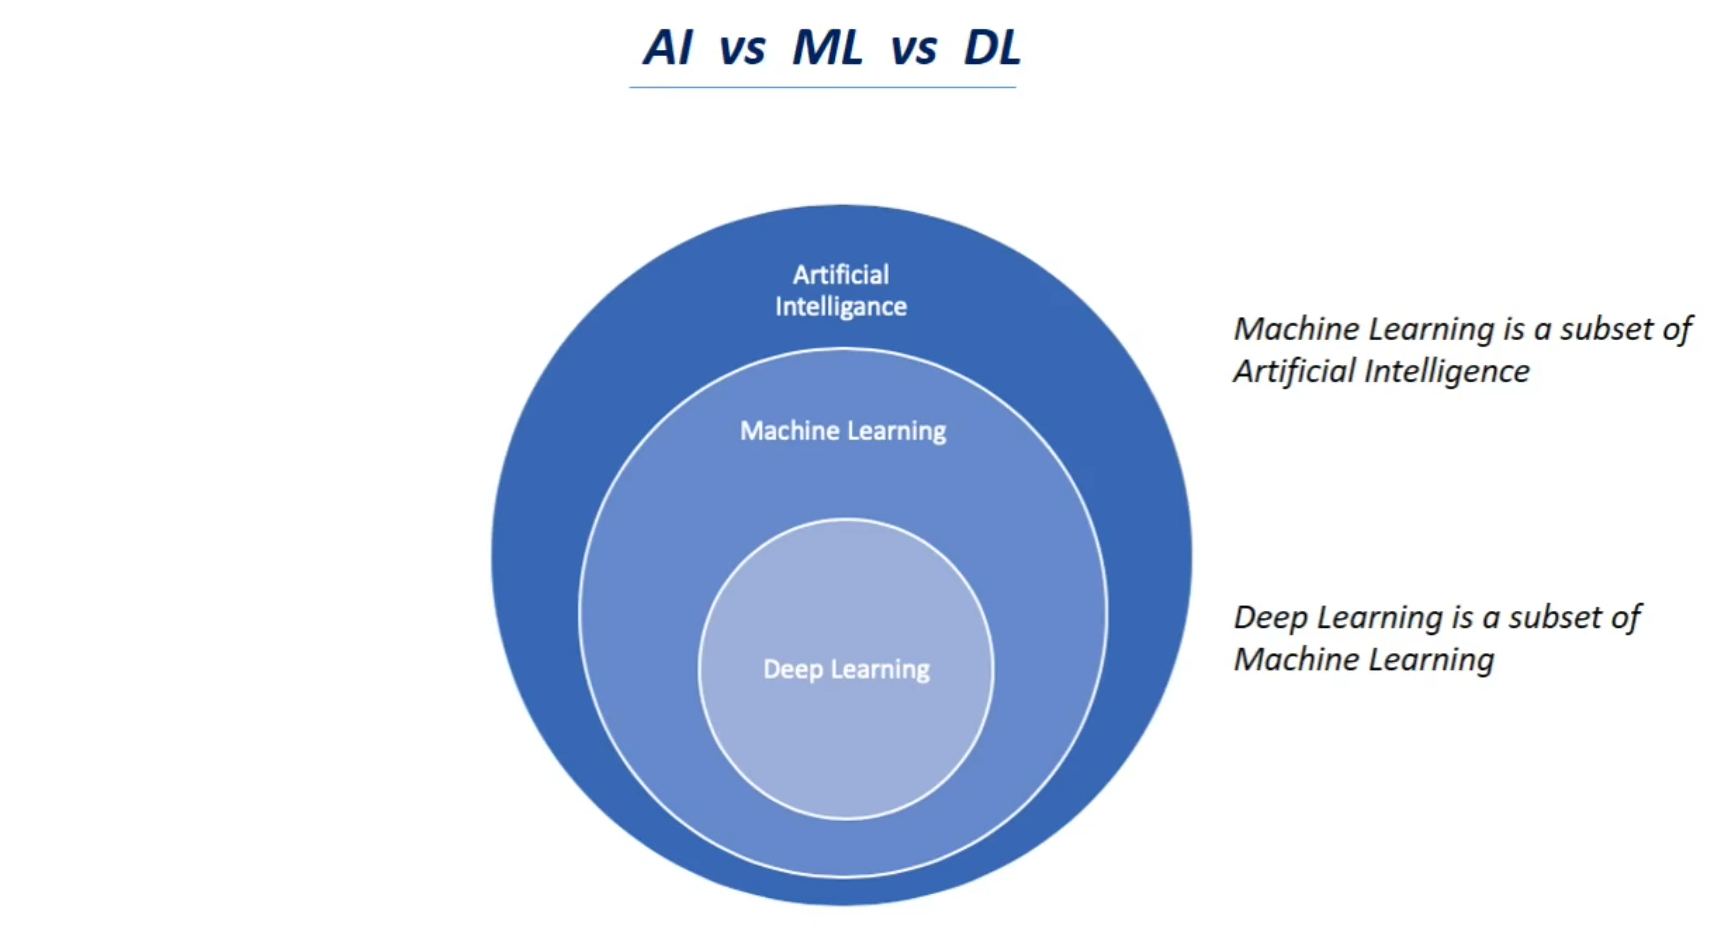 AI vs ML vs DL
Artificial
Intelligance
Machine Learning is a subset of
Artificial Intelligence
Machine Learning
Deep Learning is a subset of
Machine Learning
Deep Learning